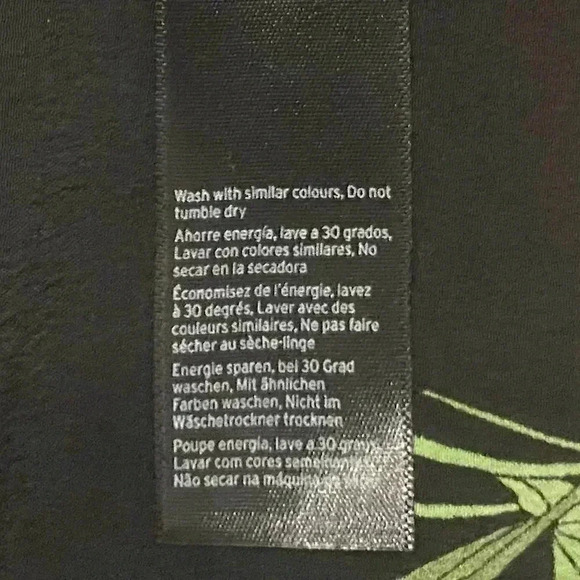 Wash with similar colours, Do not
tumble dry
Ahorre energía, lave a 30 grados,
Lavar con colores similares, No
secar en la secadora
Économisez de l'énergie, lavez
à 30 degrés, Laver avec des
couleurs similaires, Ne pas faire
sécher au sèche-linge
Energie sparen, bei 30 Grad
waschen, Mit ähnlichen
Farben waschen, Nicht im
Wäschetrockner trocknen
Poupe energia, lave a 30
Lavar com cores
Não secar na